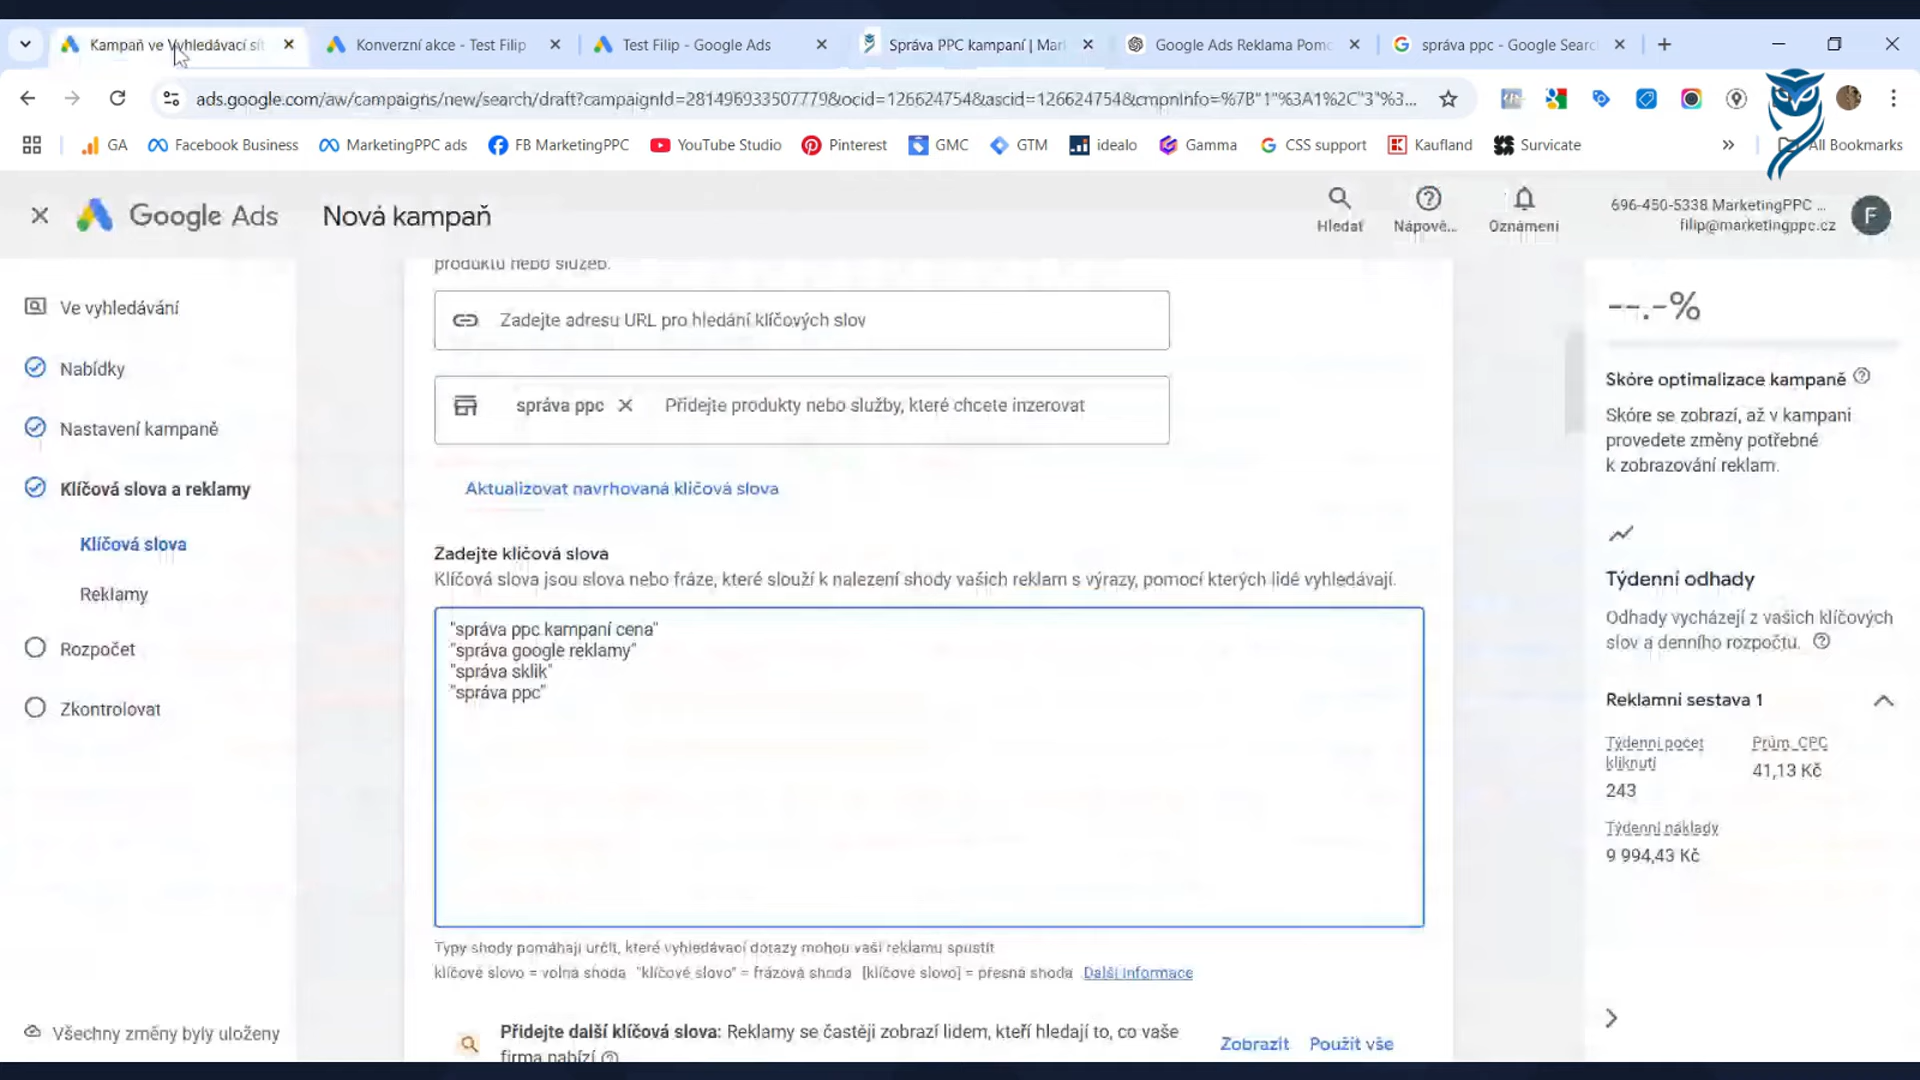 Kampaň ve Vyhledávací sít
Konverzní akce - Test Filip
Test Filip - Google Ads
Správa PPC kampaní | Mar
Google Ads Reklama Pomo
správa ppc - Google Searc
ads.google.com/aw/campaigns/new/search/draft?campaignId=281496933507779&ocid=126624754&ascid=126624754&cmpnInfo=%7B"1"%3A1%2C"3"%3...
GA
Facebook Business
MarketingPPC ads
FB MarketingPPC
YouTube Studio
Pinterest
GMC
GTM
idealo
Gamma
CSS support
Kaufland
Survicate
All Bookmarks
Google Ads
Nová kampaň
Hledat
Nápově...
Oznámení
696-450-5338 MarketingPPC ...
filip@marketingppc.cz
F
Ve vyhledávání
Nabídky
Nastavení kampaně
Klíčová slova a reklamy
Klíčová slova
Reklamy
Rozpočet
Zkontrolovat
Všechny změny byly uloženy
produktů nebo služeb.
Zadejte adresu URL pro hledání klíčových slov
správa ppc
Přidejte produkty nebo služby, které chcete inzerovat
Aktualizovat navrhovaná klíčová slova
Zadejte klíčová slova
Klíčová slova jsou slova nebo fráze, které slouží k nalezení shody vašich reklam s výrazy, pomocí kterých lidé vyhledávají.
"správa ppc kampaní cena"
"správa google reklamy"
"správa sklik"
"správa ppc"
Typy shody pomáhají určit, které vyhledávací dotazy mohou vaši reklamu spustit
klíčové slovo = volná shoda "klíčové slovo" = frázová shoda [klíčové slovo] = přesná shoda Další informace
Přidejte další klíčová slova: Reklamy se častěji zobrazí lidem, kteří hledají to, co vaše
firma nabízí
Zobrazit
Použít vše
--.-%
Skóre optimalizace kampaně
Skóre se zobrazí, až v kampani
provedete změny potřebné
k zobrazování reklam.
Týdenní odhady
Odhady vycházejí z vašich klíčových
slov a denního rozpočtu.
Reklamní sestava 1
Týdenní počet
kliknutí
243
Prům. CPC
41,13 Kč
Týdenní náklady
9 994,43 Kč